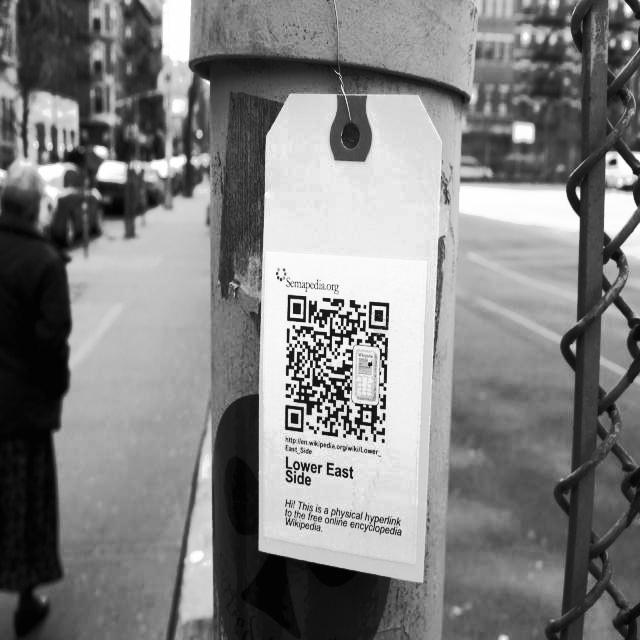 Semapedia.org
http://en.wikipedia.org/wiki/Lower_
East_Side
Lower East
Side
Hi! This is a physical hyperlink
to the free online encyclopedia
Wikipedia.